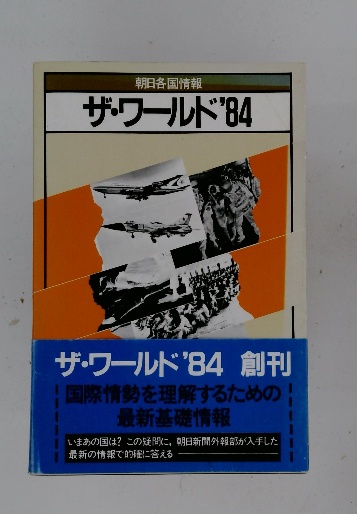 朝日各国情報
ザ・ワールド'84
ザ・ワールド'84 創刊
国際情勢を理解するための
最新基礎情報
いまあの国は? この疑問に, 朝日新聞外報部が入手した
最新の情報で的確に答える